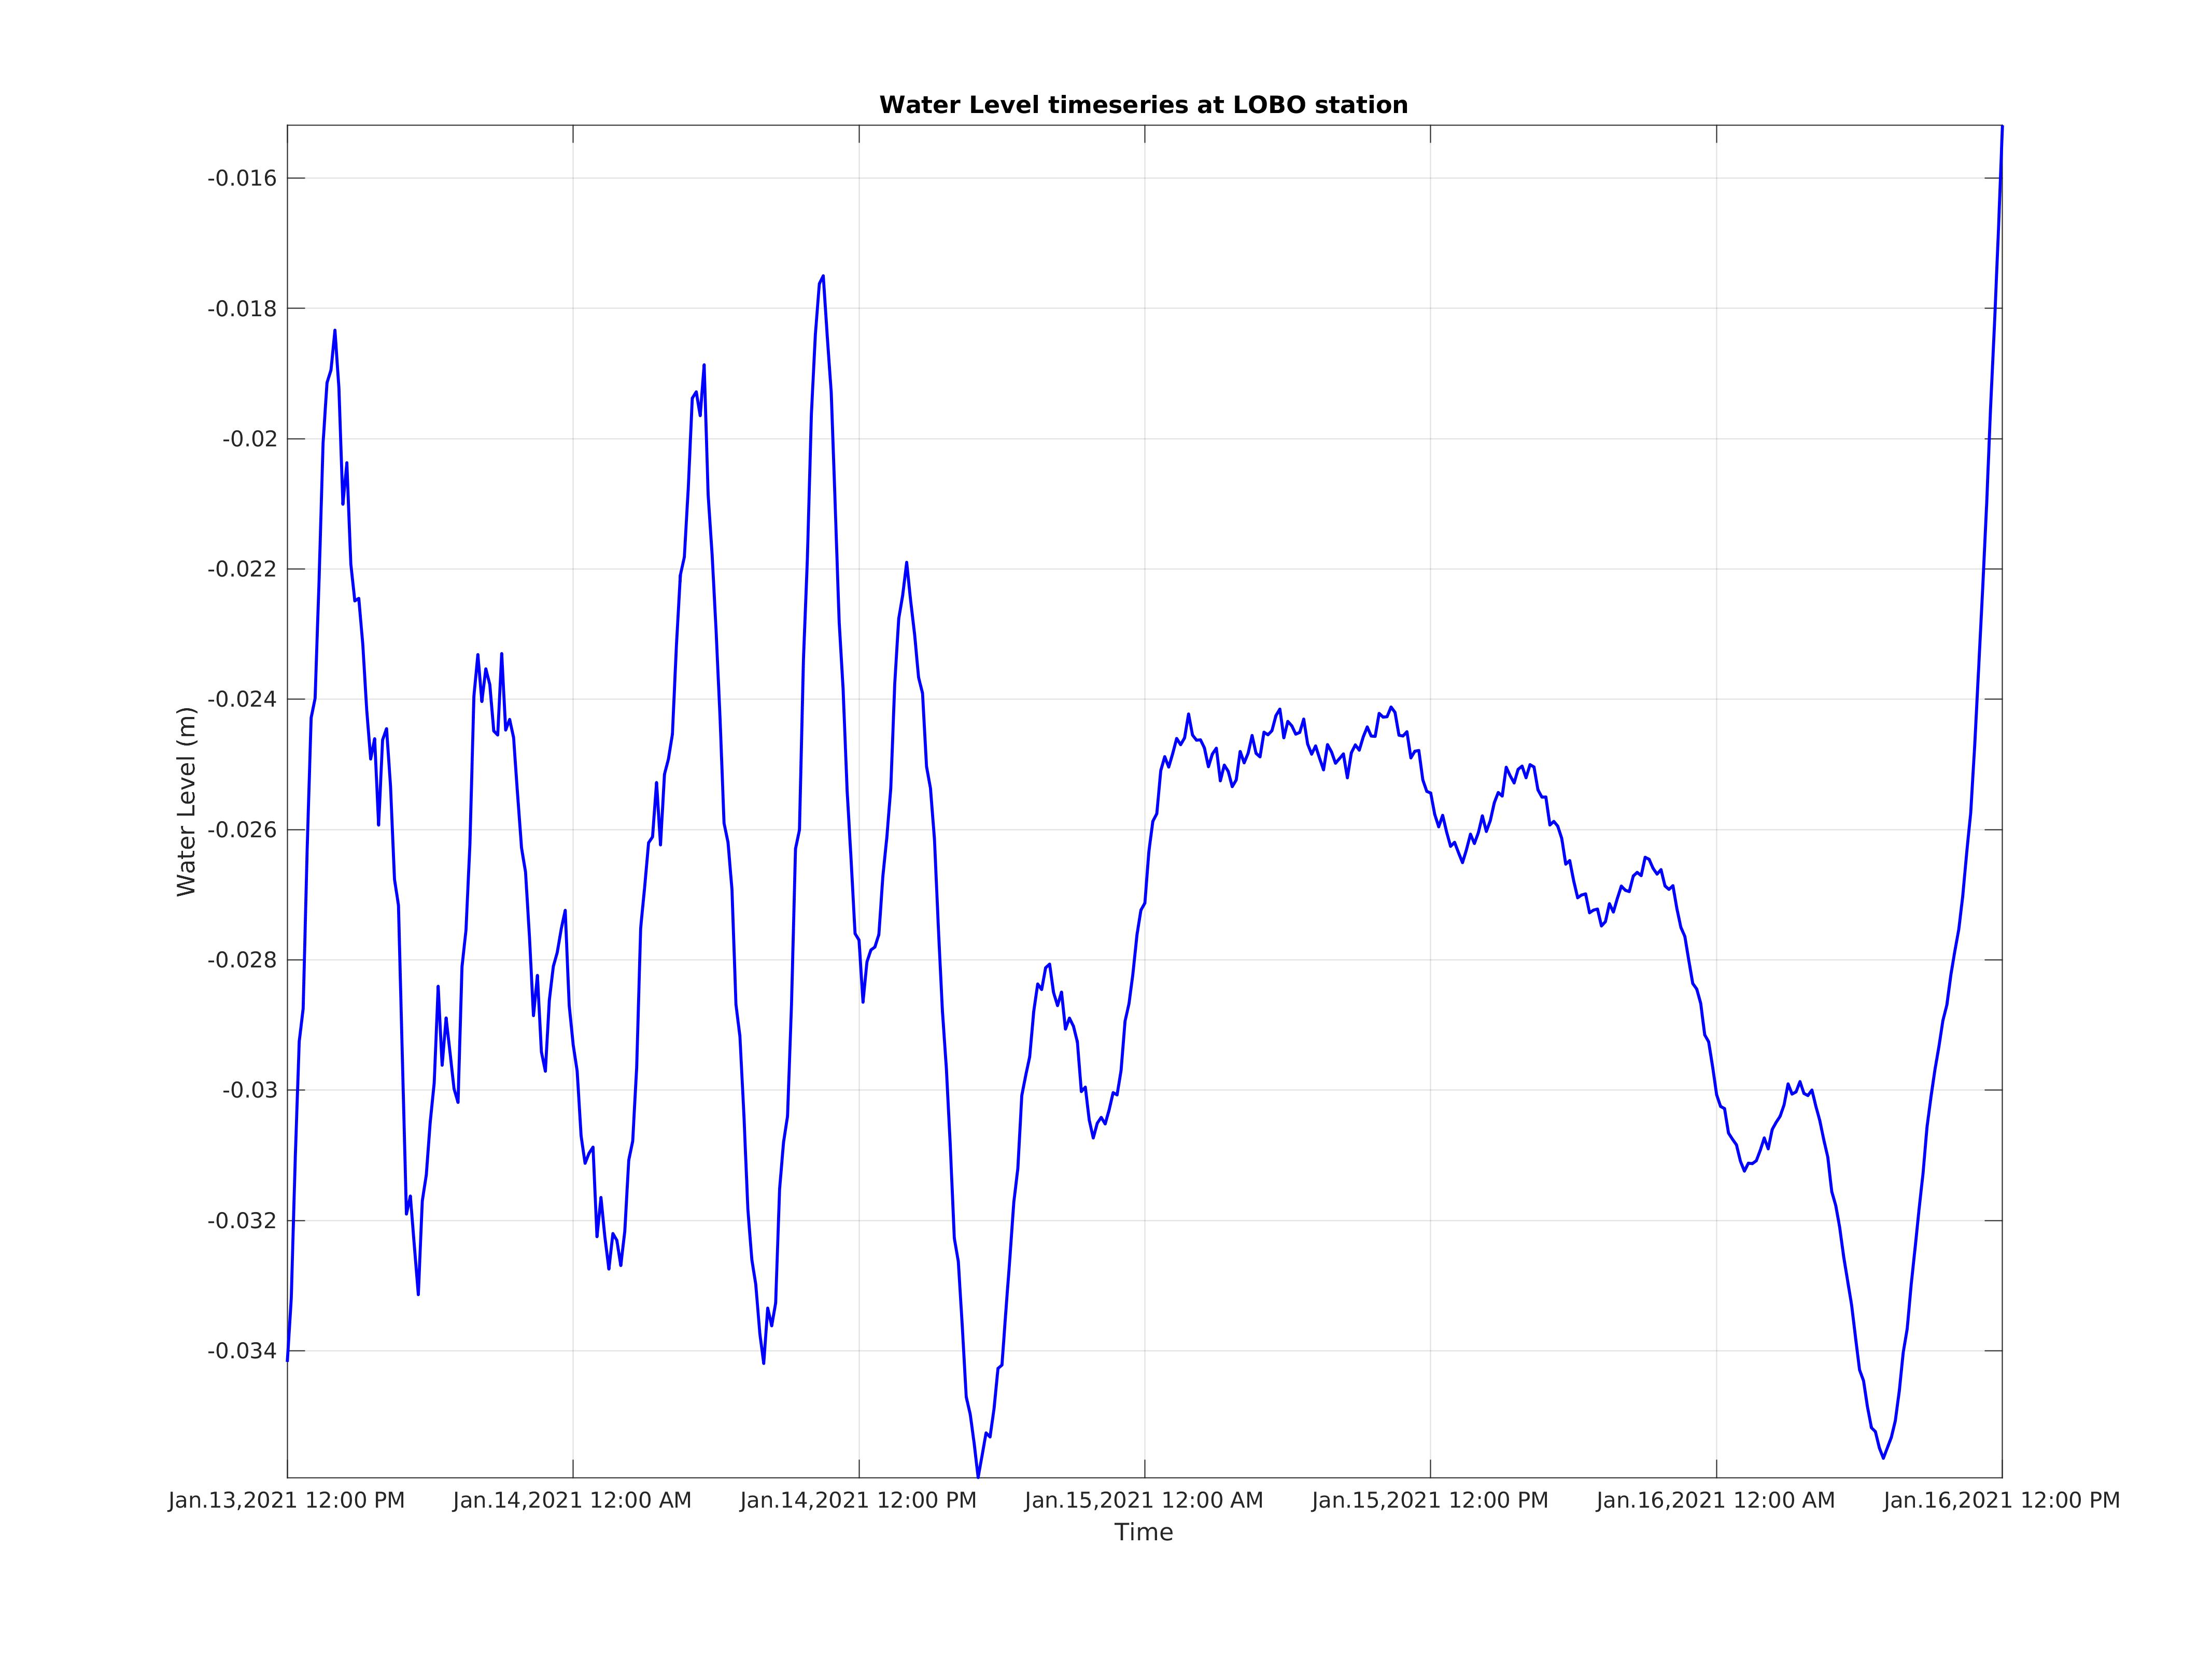 Water Level timeseries at LOBO station
-0.016
-0.018
-0.02
-0.022
-0.024
-0.026
-0.028
-0.03
-0.032
-0.034
Water Level (m)
Jan.13,2021 12:00 PM
Jan.14,2021 12:00 AM
Jan.14,2021 12:00 PM
Jan.15,2021 12:00 AM
Jan.15,2021 12:00 PM
Jan.16,2021 12:00 AM
Jan.16,2021 12:00 PM
Time